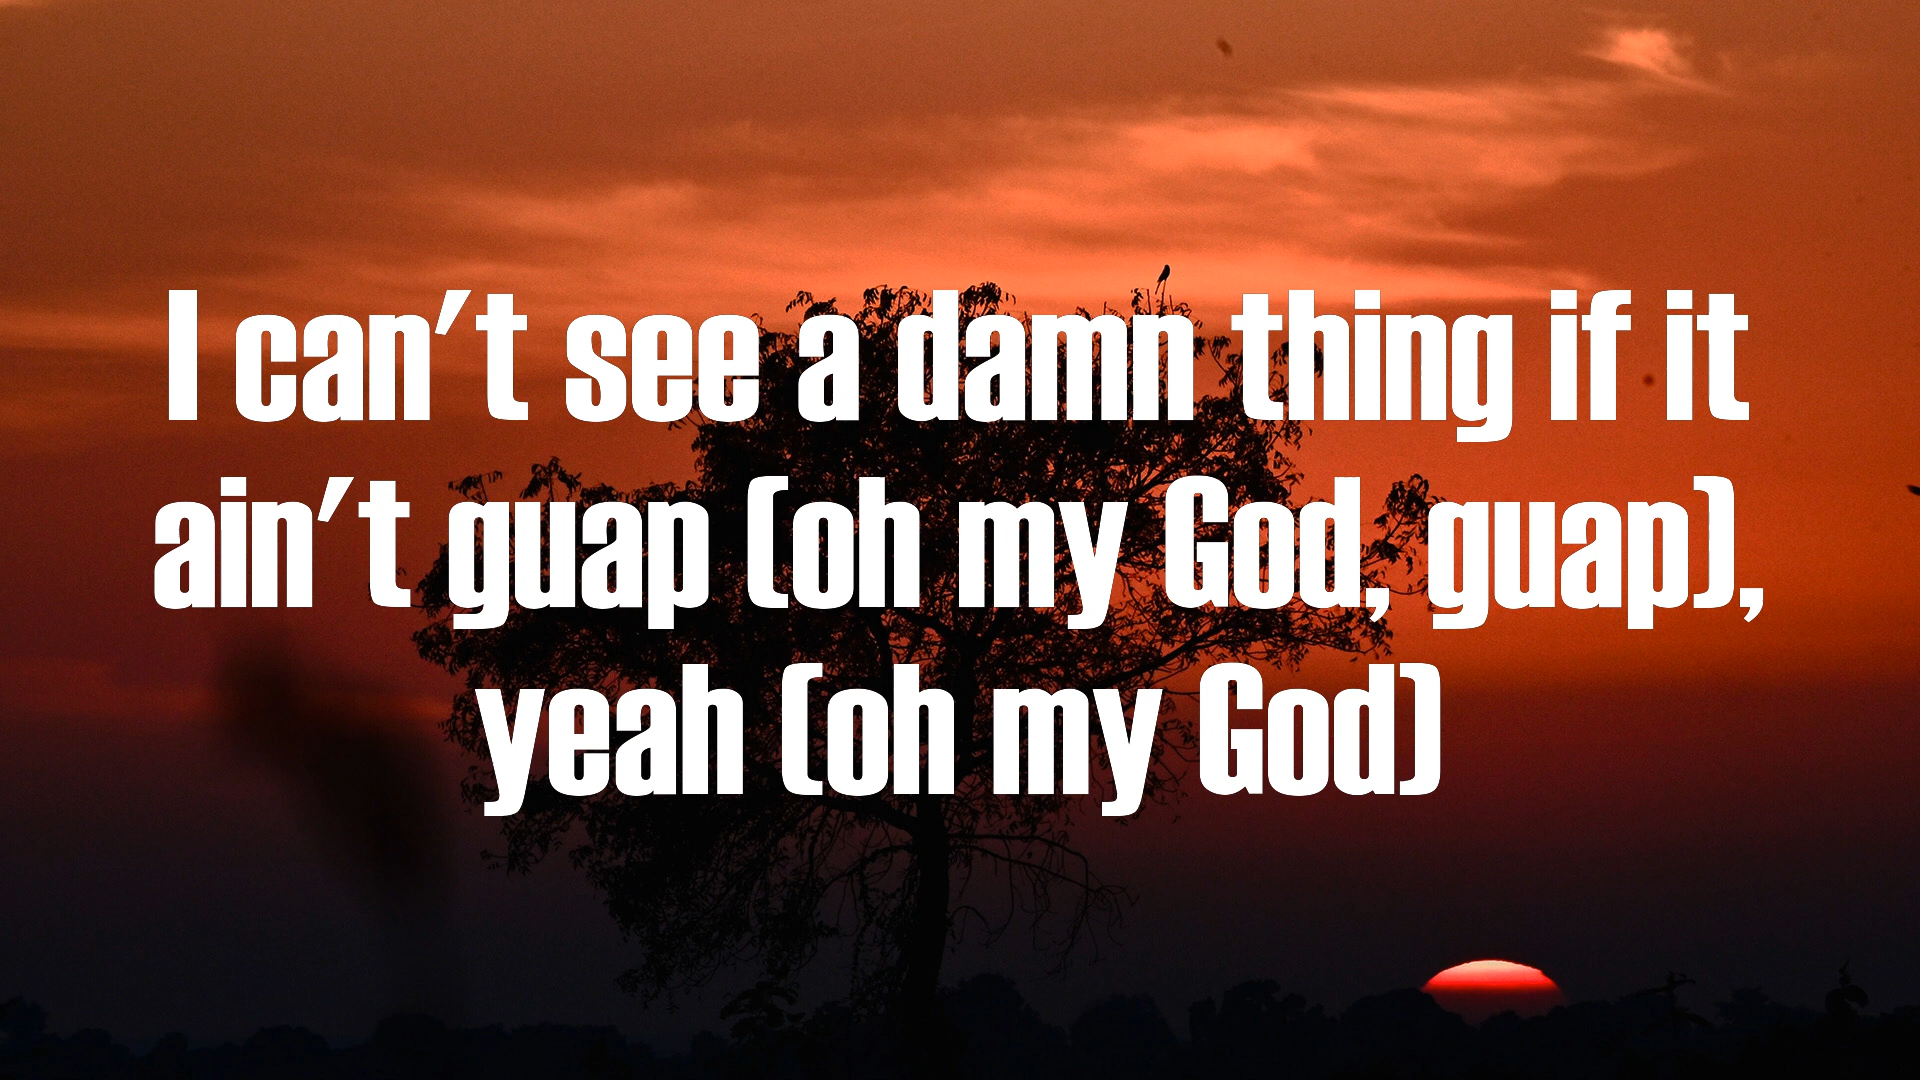 I can't see a damn thing if it
ain't guap (oh my God, guap),
yeah (oh my God)